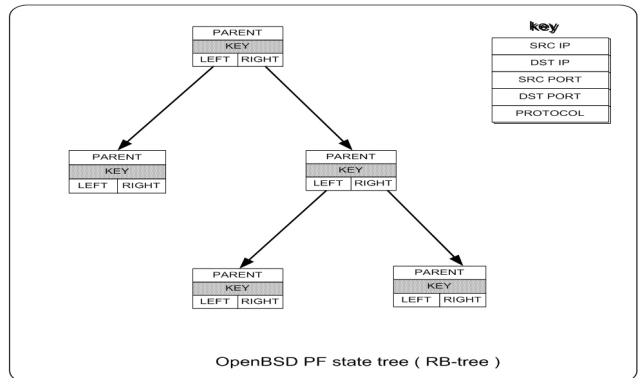 PARENT
KEY
LEFT RIGHT
key
SRC IP
DST IP
SRC PORT
DST PORT
PROTOCOL
PARENT
KEY
LEFT RIGHT
PARENT
KEY
LEFT RIGHT
PARENT
KEY
LEFT RIGHT
PARENT
KEY
LEFT RIGHT
OpenBSD PF state tree ( RB-tree )